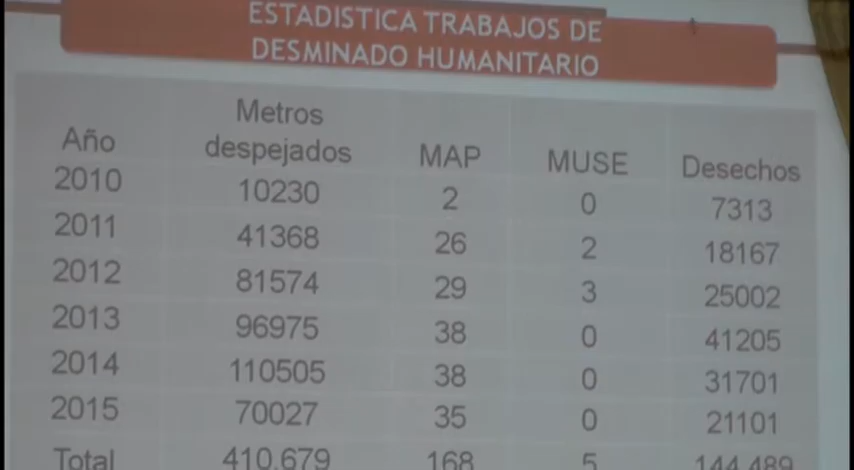 ESTADISTICA TRABAJOS DE
DESMINADO HUMANITARIO
Año Metros despejados MAP MUSE Desechos
2010 10230 2 0 7313
2011 41368 26 2 18167
2012 81574 29 3 25002
2013 96975 38 0 41205
2014 110505 38 0 31701
2015 70027 35 0 21101
Total 410.679 168 5 144.489